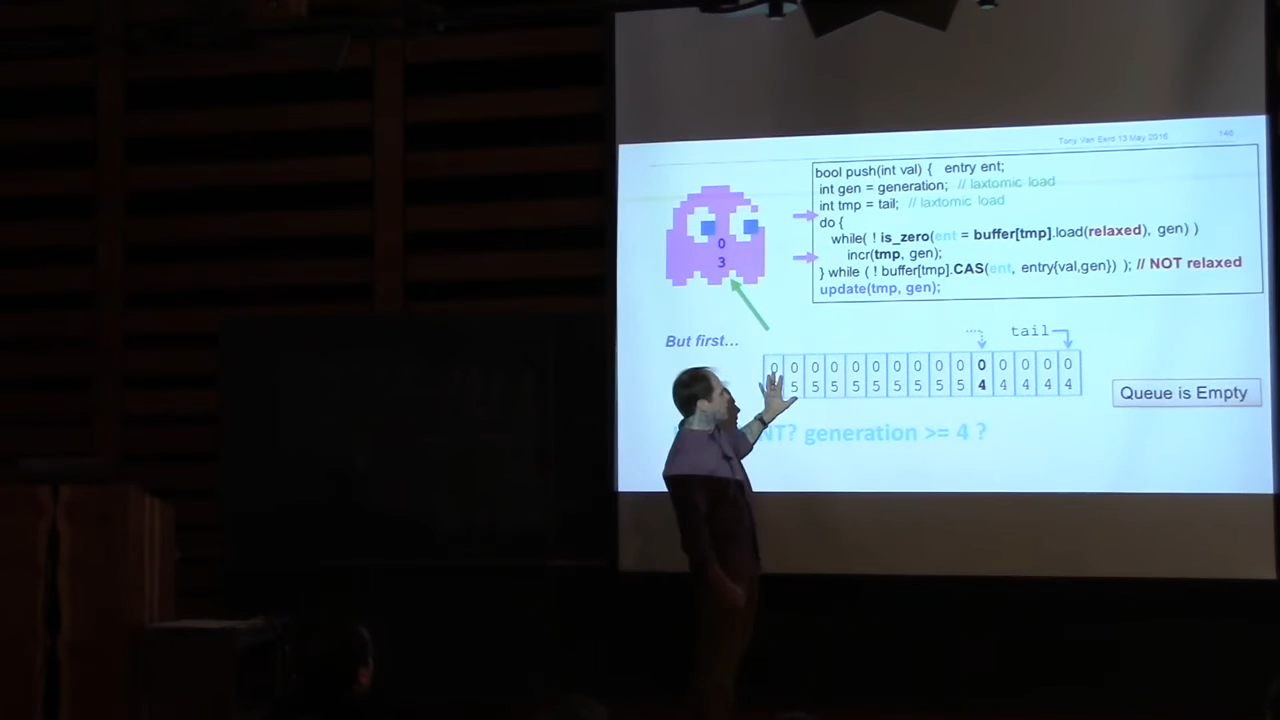 Tony Van Eerd 13 May 2016 146
bool push(int val) { entry ent;
int gen = generation; // laxtomic load
int tmp = tail; // laxtomic load
do {
while( ! is_zero(ent = buffer[tmp].load(relaxed), gen) )
incr(tmp, gen);
} while ( ! buffer[tmp].CAS(ent, entry{val,gen}) ); // NOT relaxed
update(tmp, gen);
0
3
But first...
.... tail
0 0 0 0 0 0 0 0 0 0 0 0 0 0 0
5 5 5 5 5 5 5 5 5 4 4 4 4 4
Queue is Empty
NT? generation >= 4 ?